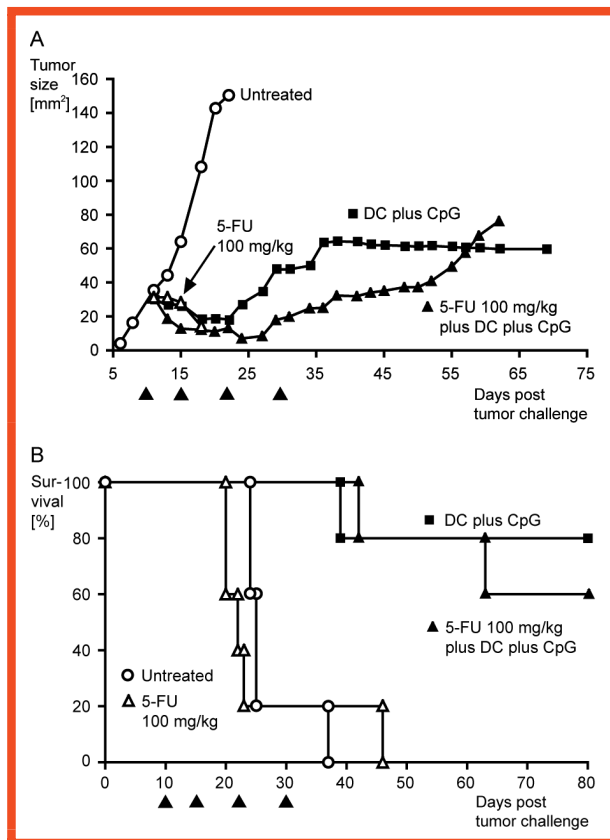 A
Tumor
size
[mm²]
160
140
120
100
80
60
40
20
0
Untreated
5-FU
100 mg/kg
DC plus CpG
5-FU 100 mg/kg
plus DC plus CpG
5
15
25
35
45
55
65
75
Days post
tumor challenge
B
Sur-
vival
[%]
100
80
60
40
20
0
DC plus CpG
5-FU 100 mg/kg
plus DC plus CpG
Untreated
5-FU
100 mg/kg
0
10
20
30
40
50
60
70
80
Days post
tumor challenge